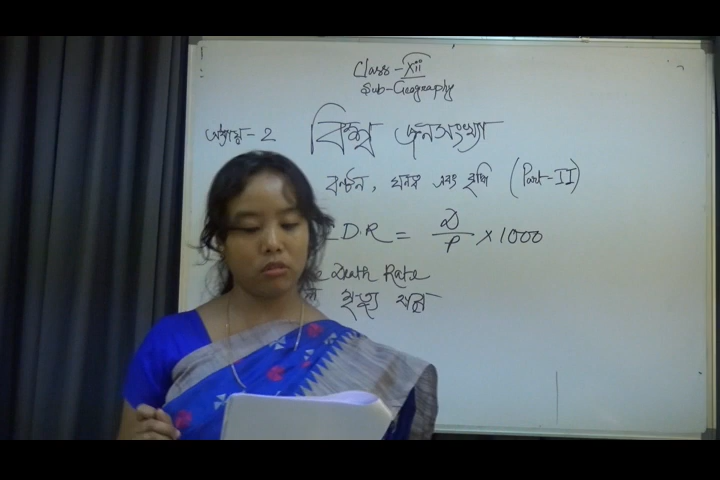 Class - XII
Sub - Geography
অধ্যায় - 2
বিশ্ব জনসংখ্যা
বণ্টন, ঘনত্ব এবং বৃদ্ধি (Part - II)
D.R = D/P × 1000
Death Rate
মৃত্যু